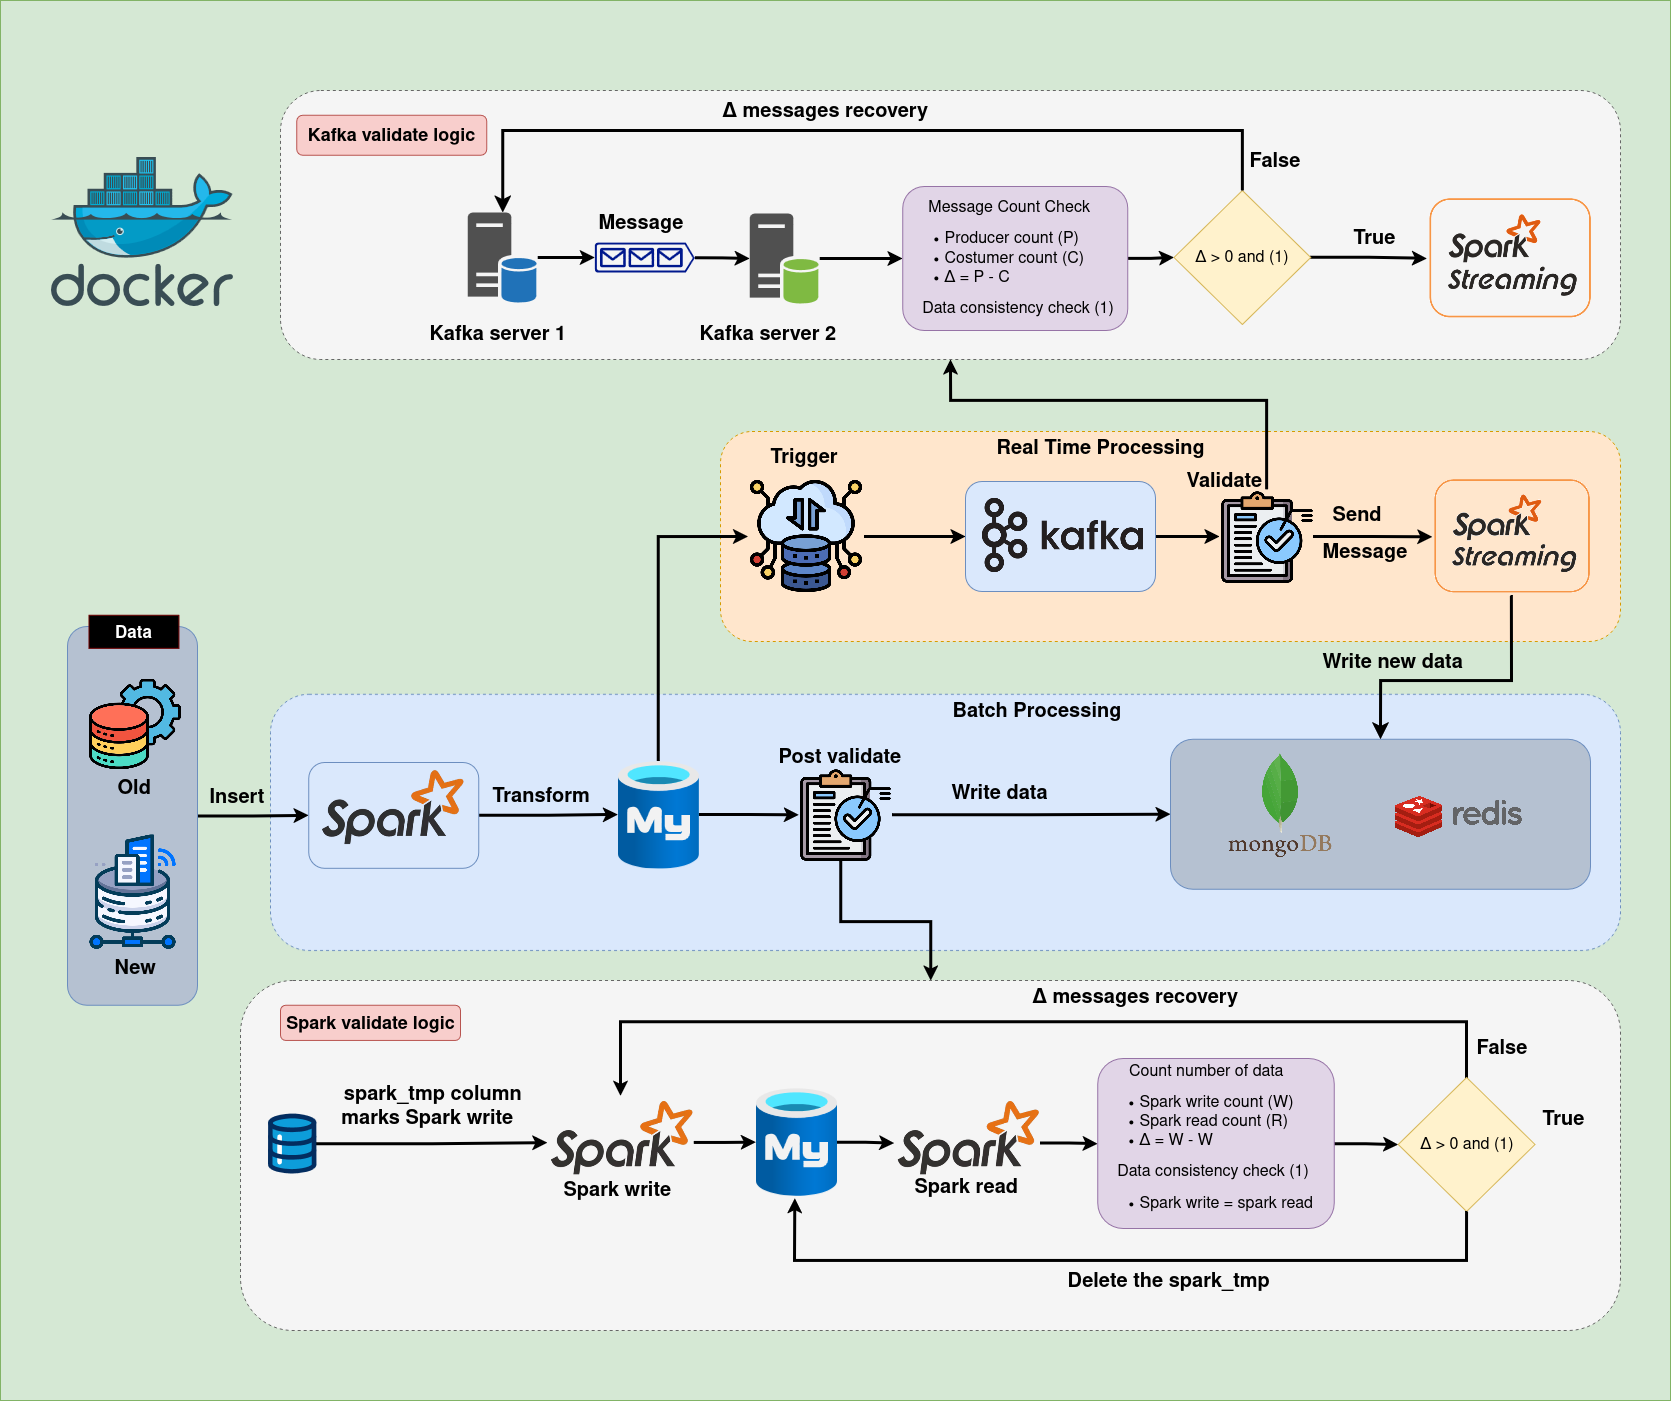 Δ messages recovery
Kafka validate logic
False
Message
Message Count Check
• Producer count (P)
• Costumer count (C)
• Δ = P - C
Data consistency check (1)
Δ > 0 and (1)
True
Spark
Streaming
docker
Kafka server 1
Kafka server 2
Real Time Processing
Trigger
kafka
Validate
Send
Message
Spark
Streaming
Write new data
Data
Old
New
Insert
Batch Processing
Spark
Transform
My
Post validate
Write data
mongoDB
redis
Δ messages recovery
Spark validate logic
False
spark_tmp column
marks Spark write
Spark
Spark write
My
Spark
Spark read
Count number of data
• Spark write count (W)
• Spark read count (R)
• Δ = W - W
Data consistency check (1)
• Spark write = spark read
Δ > 0 and (1)
True
Delete the spark_tmp